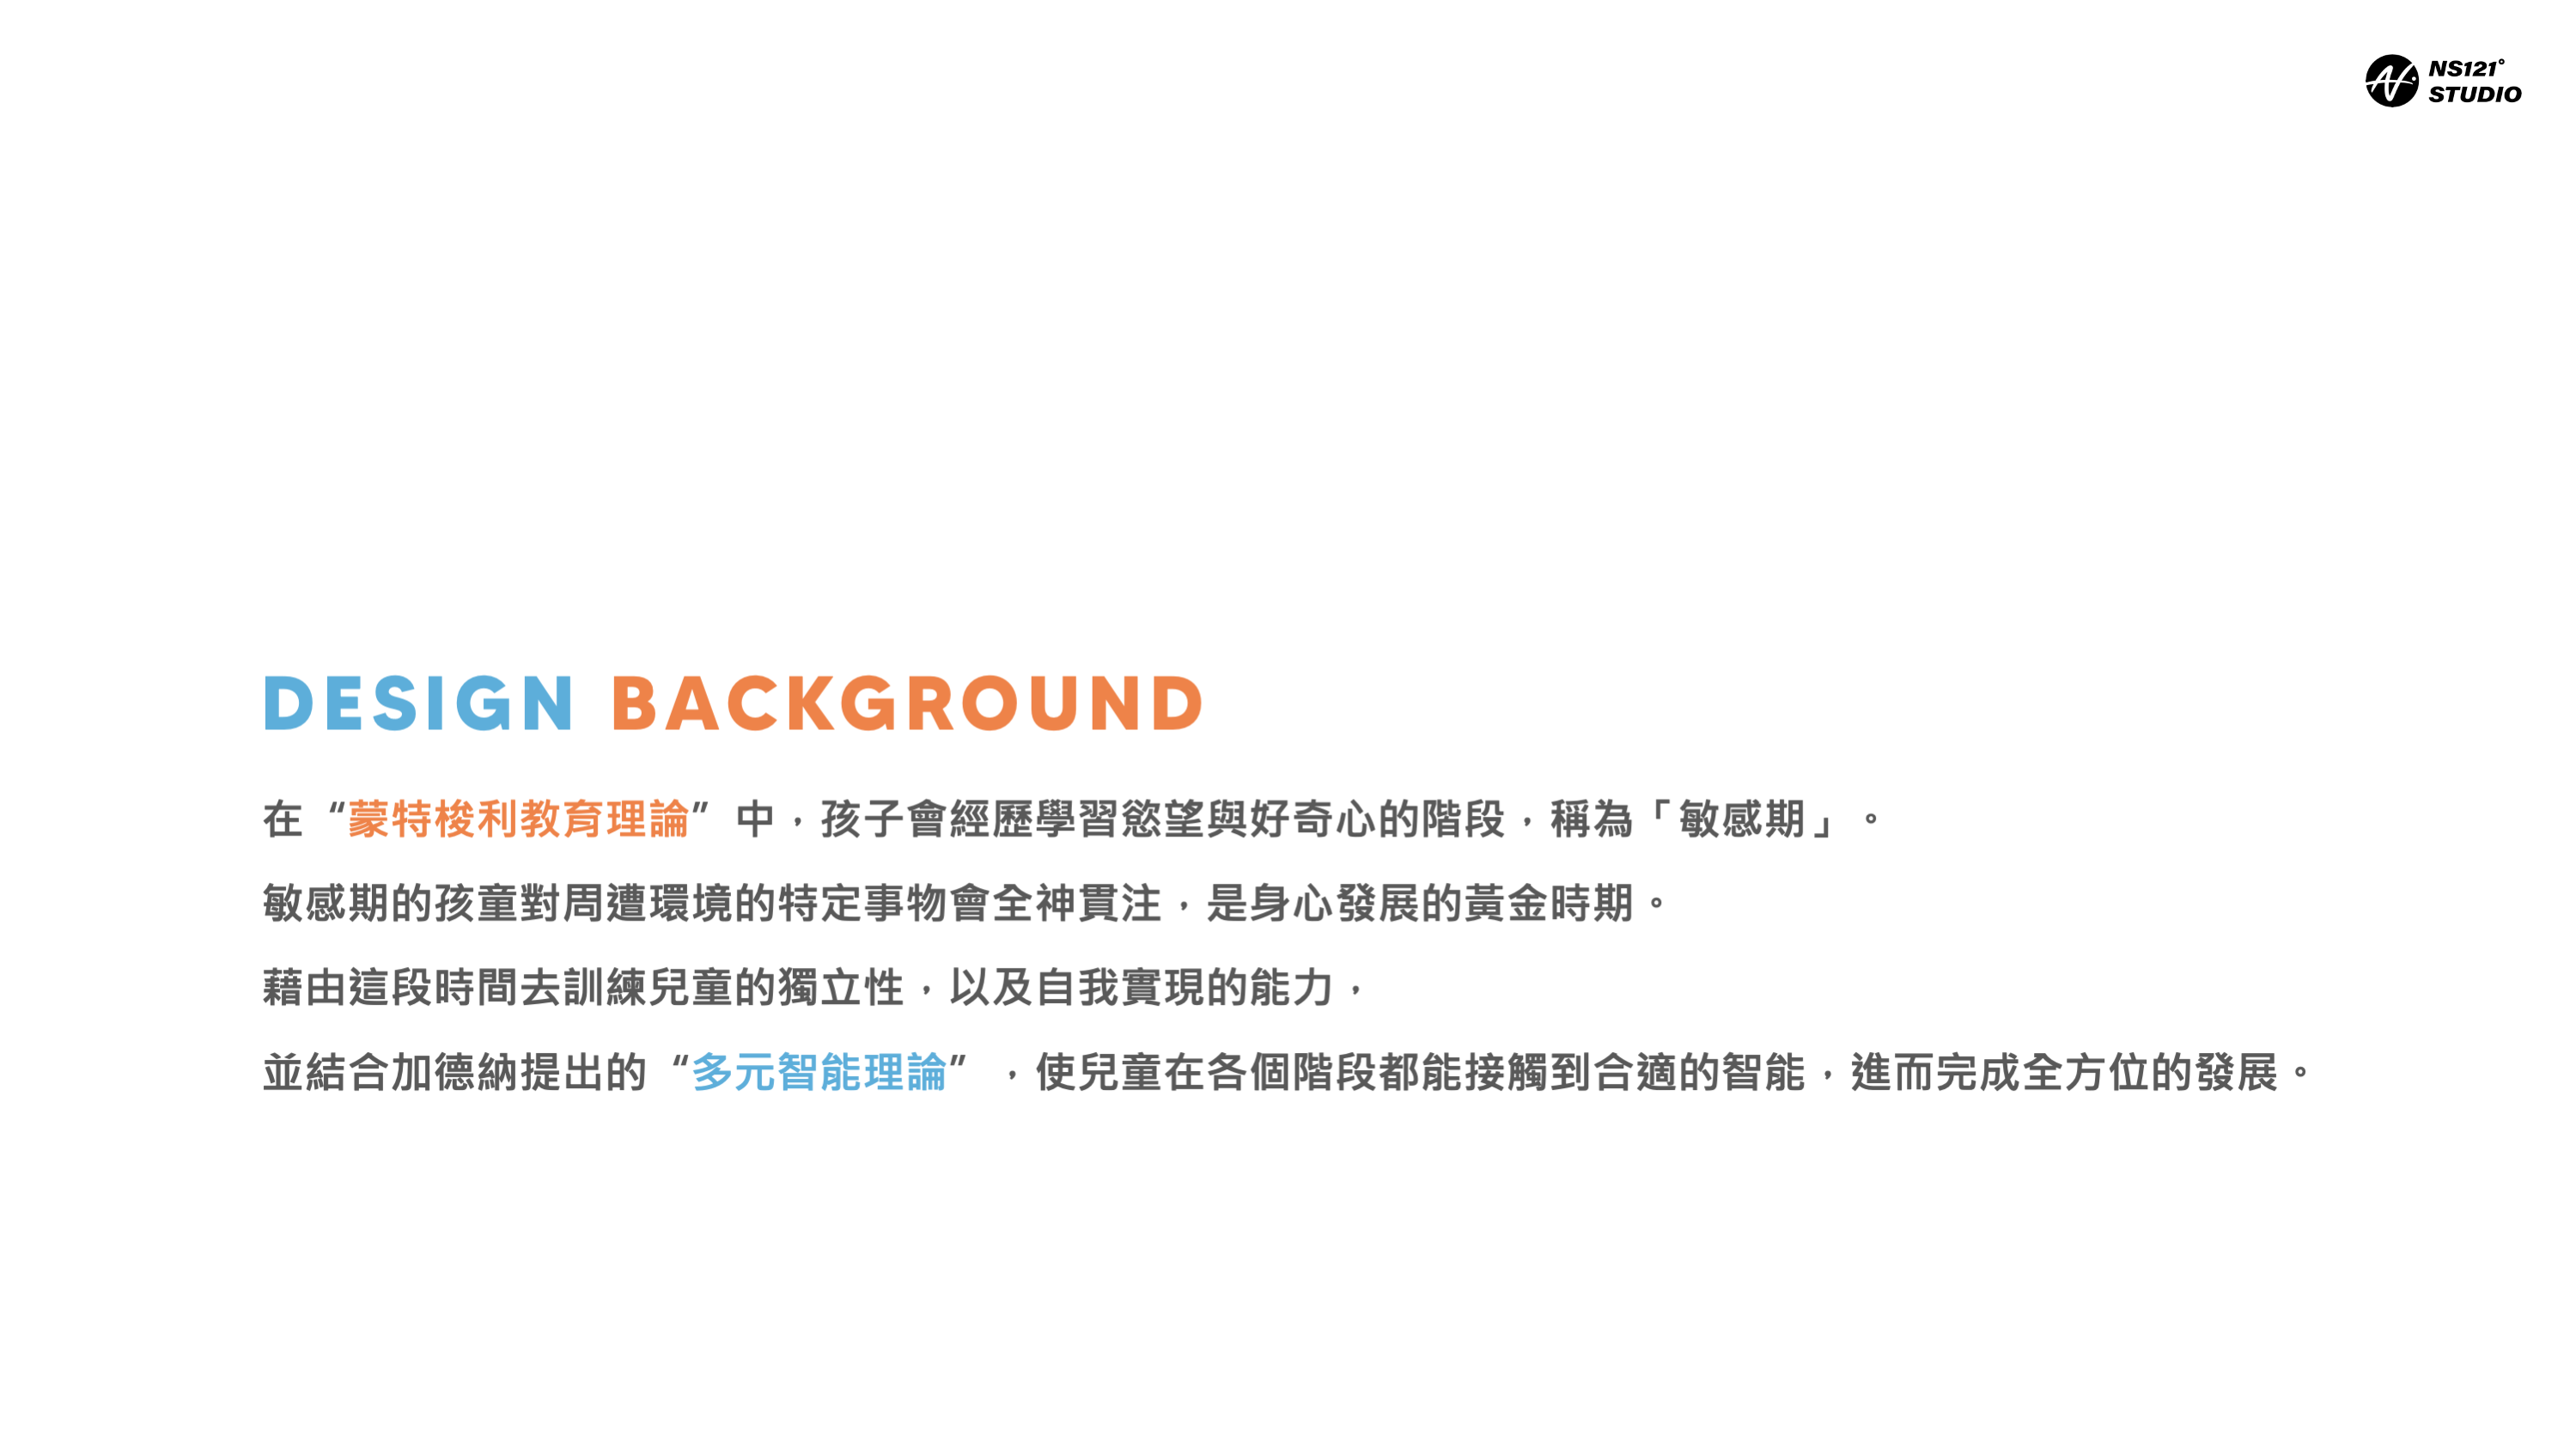 NS121°
STUDIO
DESIGN BACKGROUND
在“蒙特梭利教育理論”中，孩子會經歷學習慾望與好奇心的階段，稱為「敏感期」。
敏感期的孩童對周遭環境的特定事物會全神貫注，是身心發展的黃金時期。
藉由這段時間去訓練兒童的獨立性，以及自我實現的能力，
並結合加德納提出的“多元智能理論”，使兒童在各個階段都能接觸到合適的智能，進而完成全方位的發展。